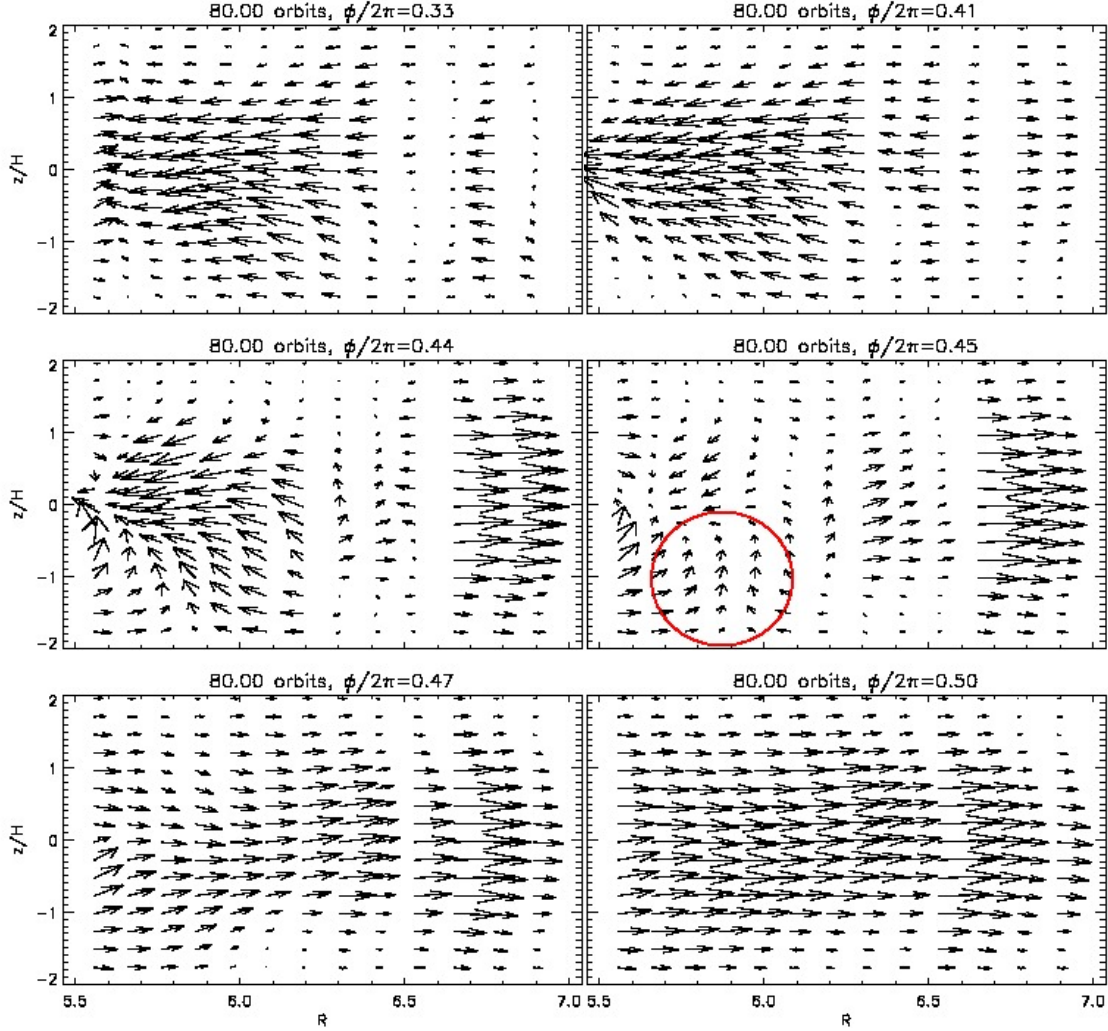 80.00 orbits, ϕ/2π=0.33
80.00 orbits, ϕ/2π=0.41
2
1
0
-1
-2
z/H
80.00 orbits, ϕ/2π=0.44
80.00 orbits, ϕ/2π=0.45
2
1
0
-1
-2
z/H
80.00 orbits, ϕ/2π=0.47
80.00 orbits, ϕ/2π=0.50
2
1
0
-1
-2
z/H
5.5 6.0 6.5 7.0 5.5 6.0 6.5 7.0
R R